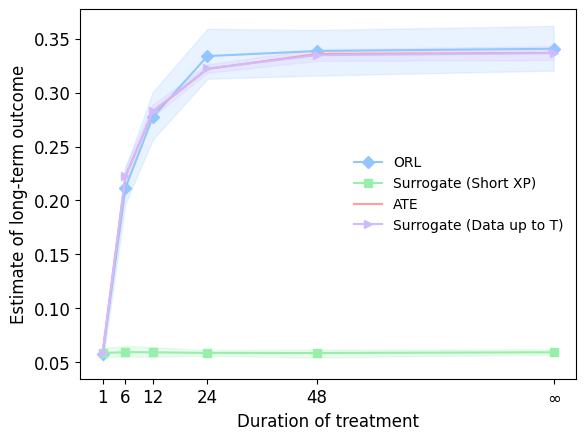 Estimate of long-term outcome
0.35
0.30
0.25
0.20
0.15
0.10
0.05
ORL
Surrogate (Short XP)
ATE
Surrogate (Data up to T)
1 6 12 24 48 ∞
Duration of treatment